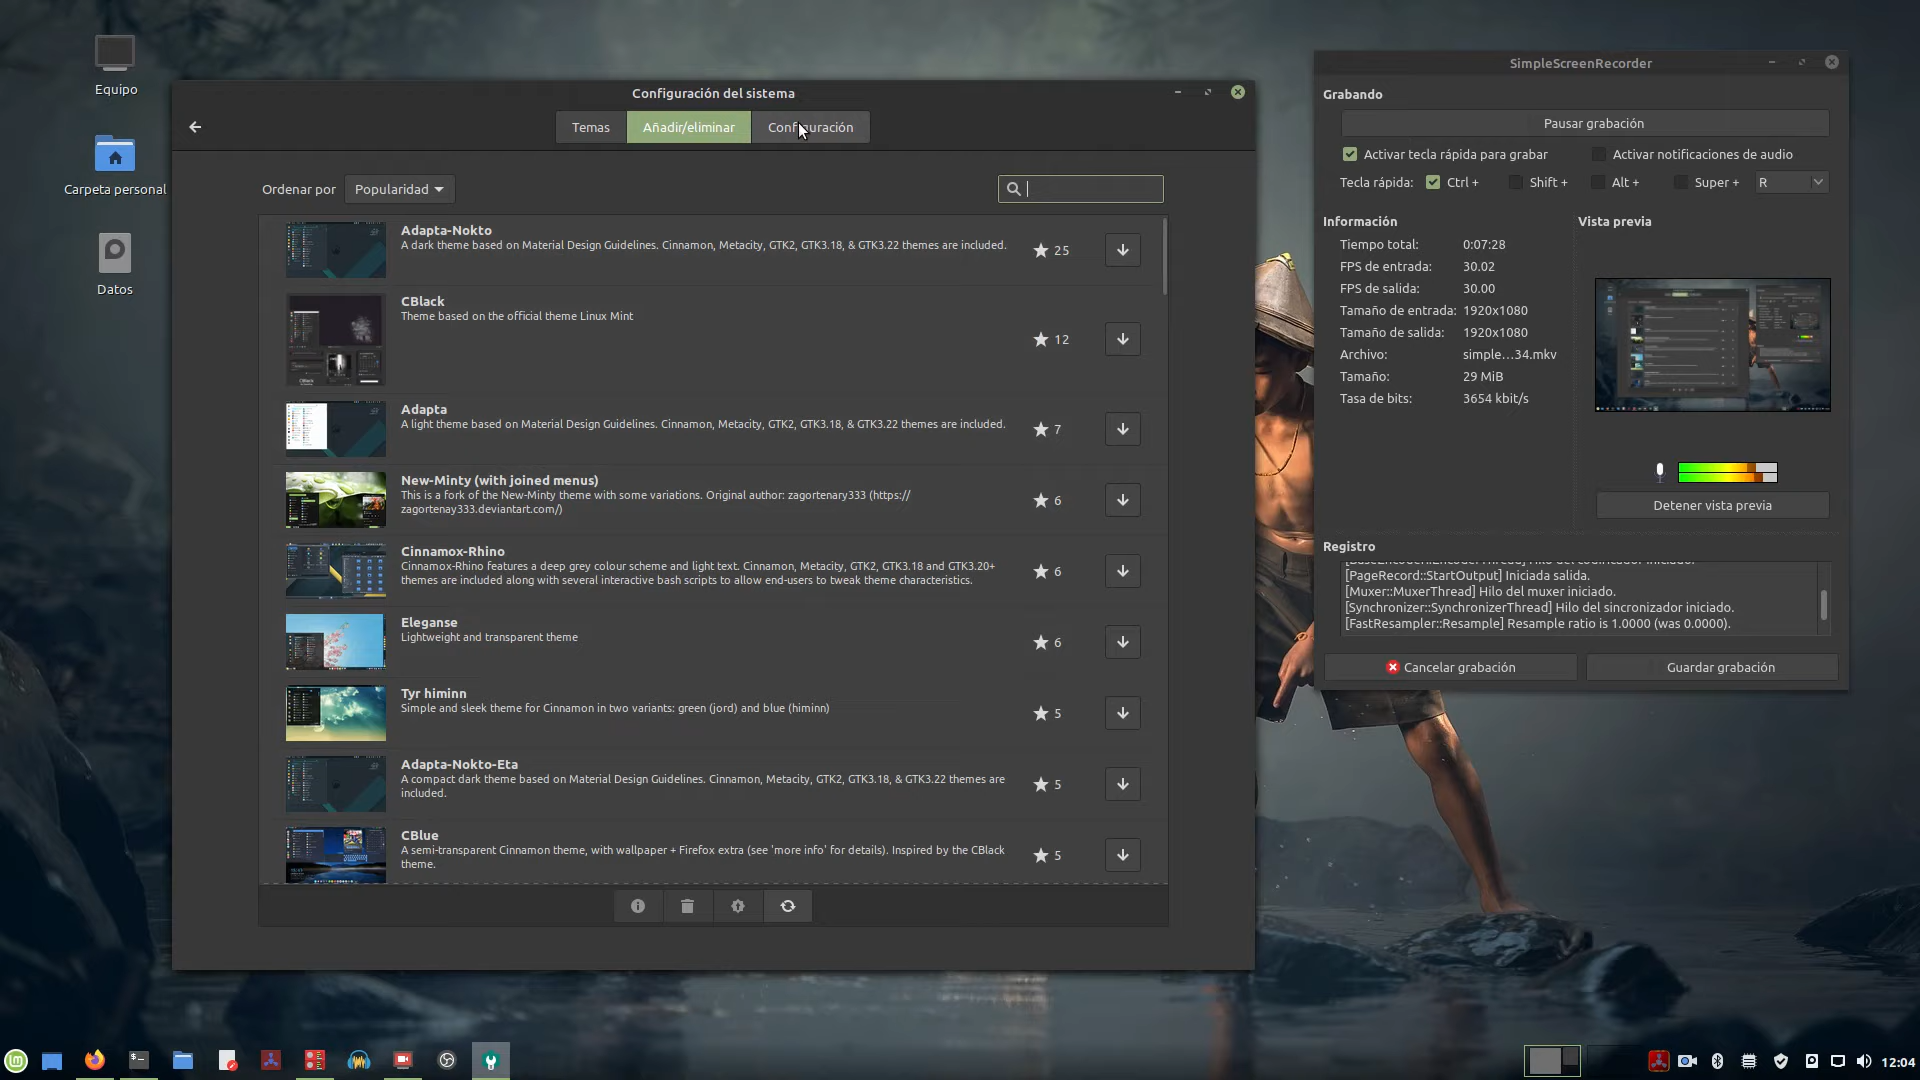 Equipo
Carpeta personal
Datos
Configuración del sistema
Temas
Añadir/eliminar
Configuración
Ordenar por
Popularidad
Adapta-Nokto
A dark theme based on Material Design Guidelines. Cinnamon, Metacity, GTK2, GTK3.18, & GTK3.22 themes are included.
25
CBlack
Theme based on the official theme Linux Mint
12
Adapta
A light theme based on Material Design Guidelines. Cinnamon, Metacity, GTK2, GTK3.18, & GTK3.22 themes are included.
7
New-Minty (with joined menus)
This is a fork of the New-Minty theme with some variations. Original author: zagortenay333 (https://
zagortenay333.deviantart.com/)
6
Cinnamox-Rhino
Cinnamox-Rhino features a deep grey colour scheme and light text. Cinnamon, Metacity, GTK2, GTK3.18 and GTK3.20+
themes are included along with several interactive bash scripts to allow end-users to tweak theme characteristics.
6
Eleganse
Lightweight and transparent theme
6
Tyr himinn
Simple and sleek theme for Cinnamon in two variants: green (jord) and blue (himinn)
5
Adapta-Nokto-Eta
A compact dark theme based on Material Design Guidelines. Cinnamon, Metacity, GTK2, GTK3.18, & GTK3.22 themes are
included.
5
CBlue
A semi-transparent Cinnamon theme, with wallpaper + Firefox extra (see 'more info' for details). Inspired by the CBlack
theme.
5
SimpleScreenRecorder
Grabando
Pausar grabación
Activar tecla rápida para grabar
Activar notificaciones de audio
Tecla rápida: Ctrl + Shift + Alt + Super + R
Información
Tiempo total: 0:07:28
FPS de entrada: 30.02
FPS de salida: 30.00
Tamaño de entrada: 1920x1080
Tamaño de salida: 1920x1080
Archivo: simple...34.mkv
Tamaño: 29 MiB
Tasa de bits: 3654 kbit/s
Vista previa
Detener vista previa
Registro
[PageRecord::StartOutput] Iniciada salida.
[Muxer::MuxerThread] Hilo del muxer iniciado.
[Synchronizer::SynchronizerThread] Hilo del sincronizador iniciado.
[FastResampler::Resample] Resample ratio is 1.0000 (was 0.0000).
Cancelar grabación
Guardar grabación
12:04